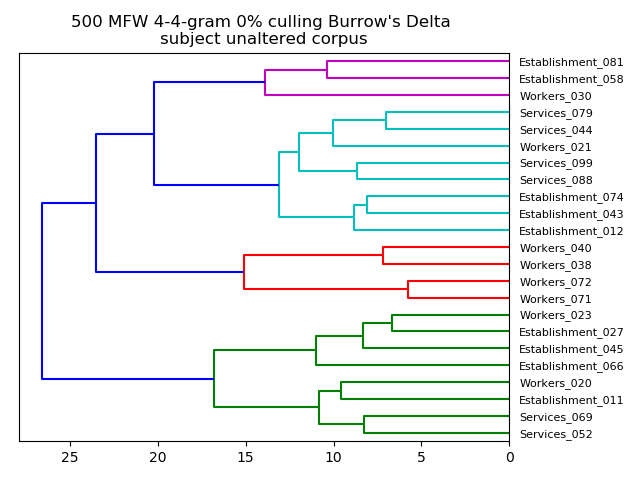 500 MFW 4-4-gram 0% culling Burrow's Delta
subject unaltered corpus
Establishment_081
Establishment_058
Workers_030
Services_079
Services_044
Workers_021
Services_099
Services_088
Establishment_074
Establishment_043
Establishment_012
Workers_040
Workers_038
Workers_072
Workers_071
Workers_023
Establishment_027
Establishment_045
Establishment_066
Workers_020
Establishment_011
Services_069
Services_052
25 20 15 10 5 0